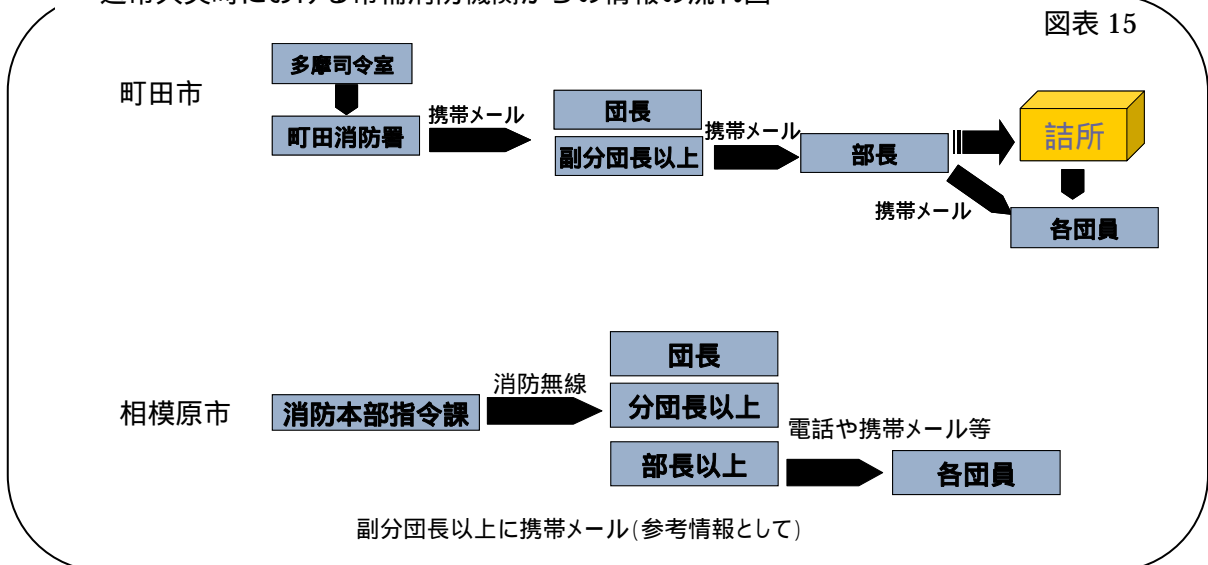 図表 15
町田市
多摩司令室
町田消防署
携帯メール
団長
副分団長以上
携帯メール
部長
詰所
携帯メール
各団員
相模原市
消防本部指令課
消防無線
団長
分団長以上
部長以上
電話や携帯メール等
各団員
副分団長以上に携帯メール(参考情報として)